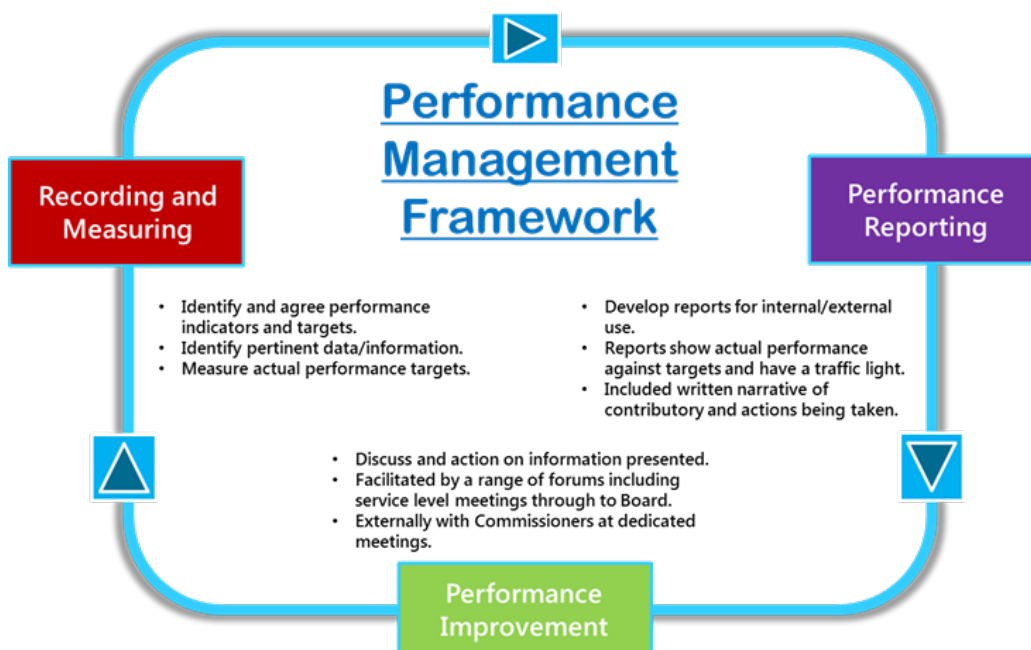 Performance
Management
Framework
Recording and
Measuring
Performance
Reporting
• Identify and agree performance
indicators and targets.
• Identify pertinent data/information.
• Measure actual performance targets.
• Develop reports for internal/external
use.
• Reports show actual performance
against targets and have a traffic light.
• Included written narrative of
contributory and actions being taken.
• Discuss and action on information presented.
• Facilitated by a range of forums including
service level meetings through to Board.
• Externally with Commissioners at dedicated
meetings.
Performance
Improvement